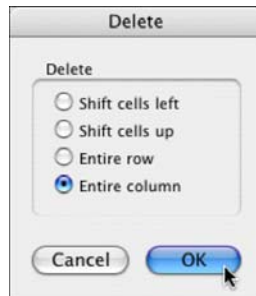 Delete
Delete
Shift cells left
Shift cells up
Entire row
Entire column
Cancel OK